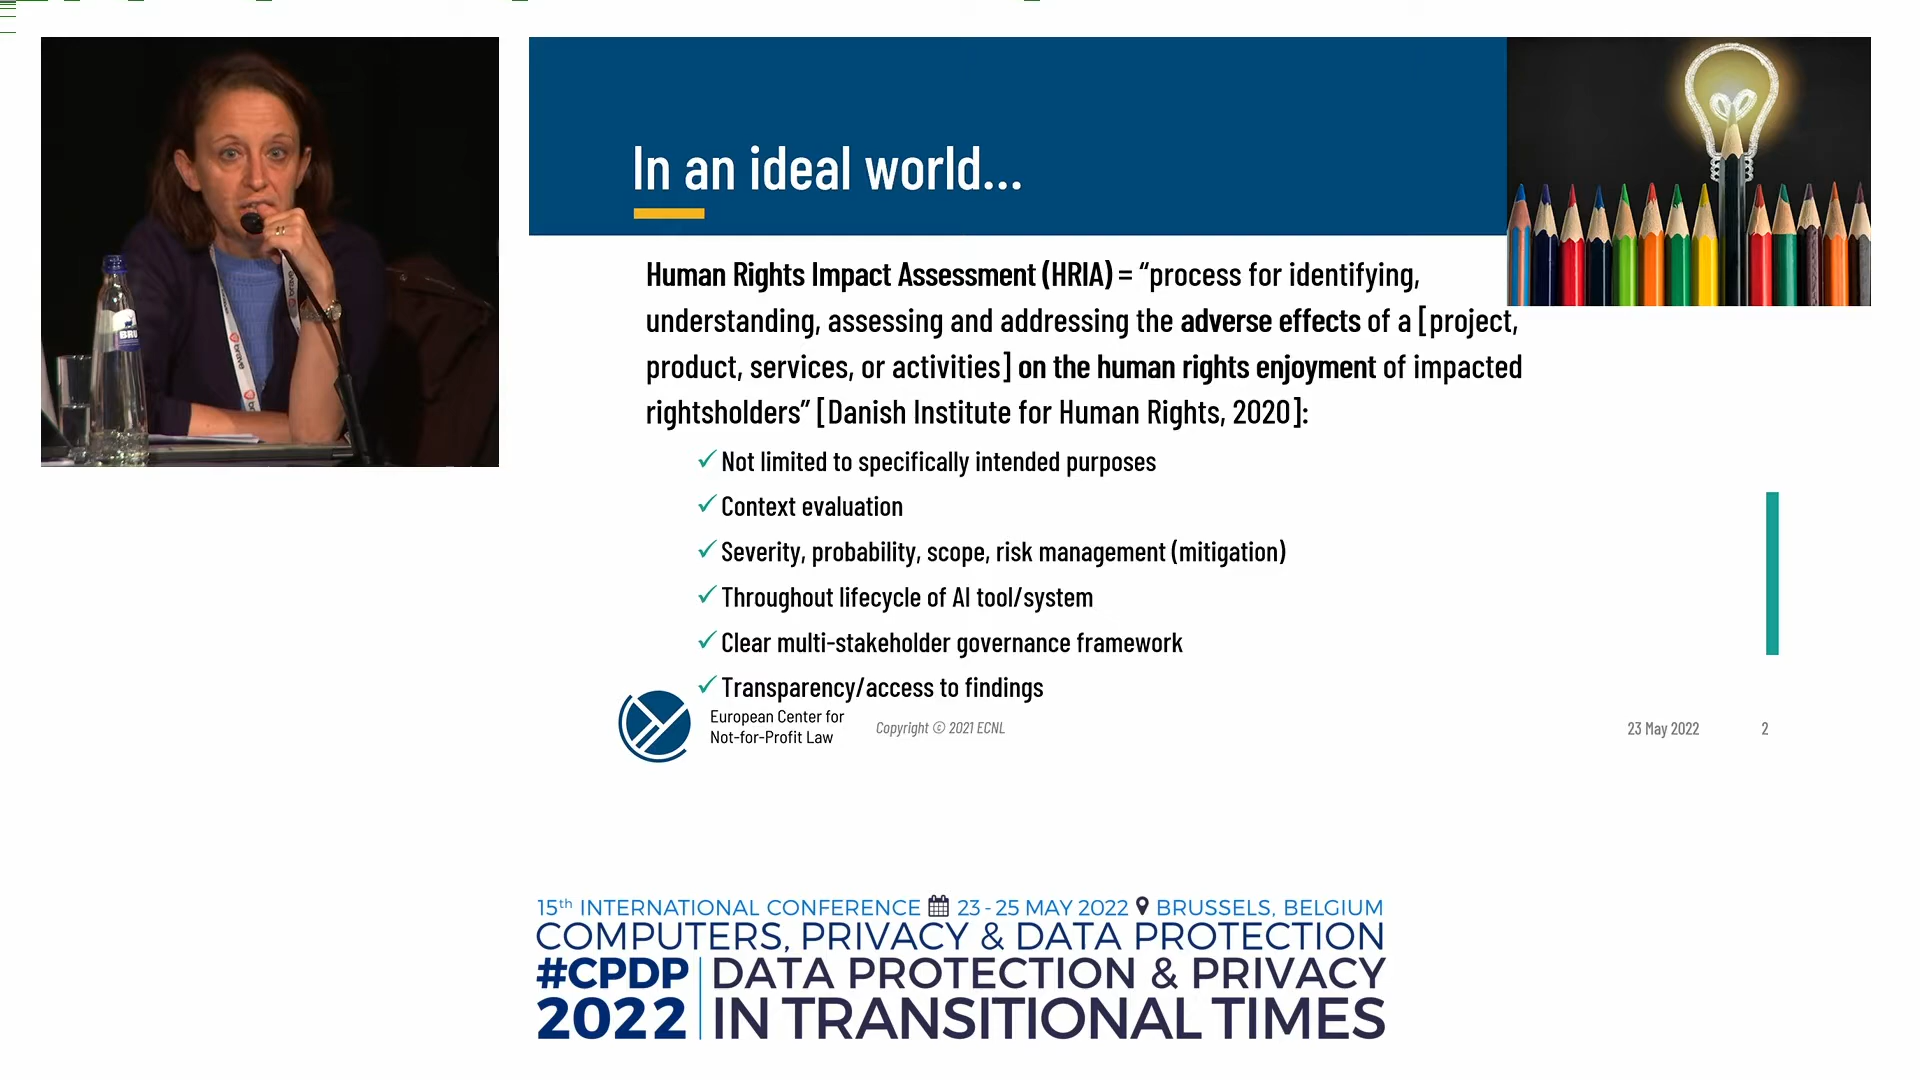 In an ideal world...
Human Rights Impact Assessment (HRIA) = “process for identifying,
understanding, assessing and addressing the adverse effects of a [project,
product, services, or activities] on the human rights enjoyment of impacted
rightsholders” [Danish Institute for Human Rights, 2020]:
✓ Not limited to specifically intended purposes
✓ Context evaluation
✓ Severity, probability, scope, risk management (mitigation)
✓ Throughout lifecycle of AI tool/system
✓ Clear multi-stakeholder governance framework
✓ Transparency/access to findings
European Center for
Not-for-Profit Law
Copyright © 2021 ECNL
23 May 2022
2
BRU
brave
15th INTERNATIONAL CONFERENCE 23 - 25 MAY 2022 BRUSSELS, BELGIUM
COMPUTERS, PRIVACY & DATA PROTECTION
#CPDP DATA PROTECTION & PRIVACY
2022 IN TRANSITIONAL TIMES